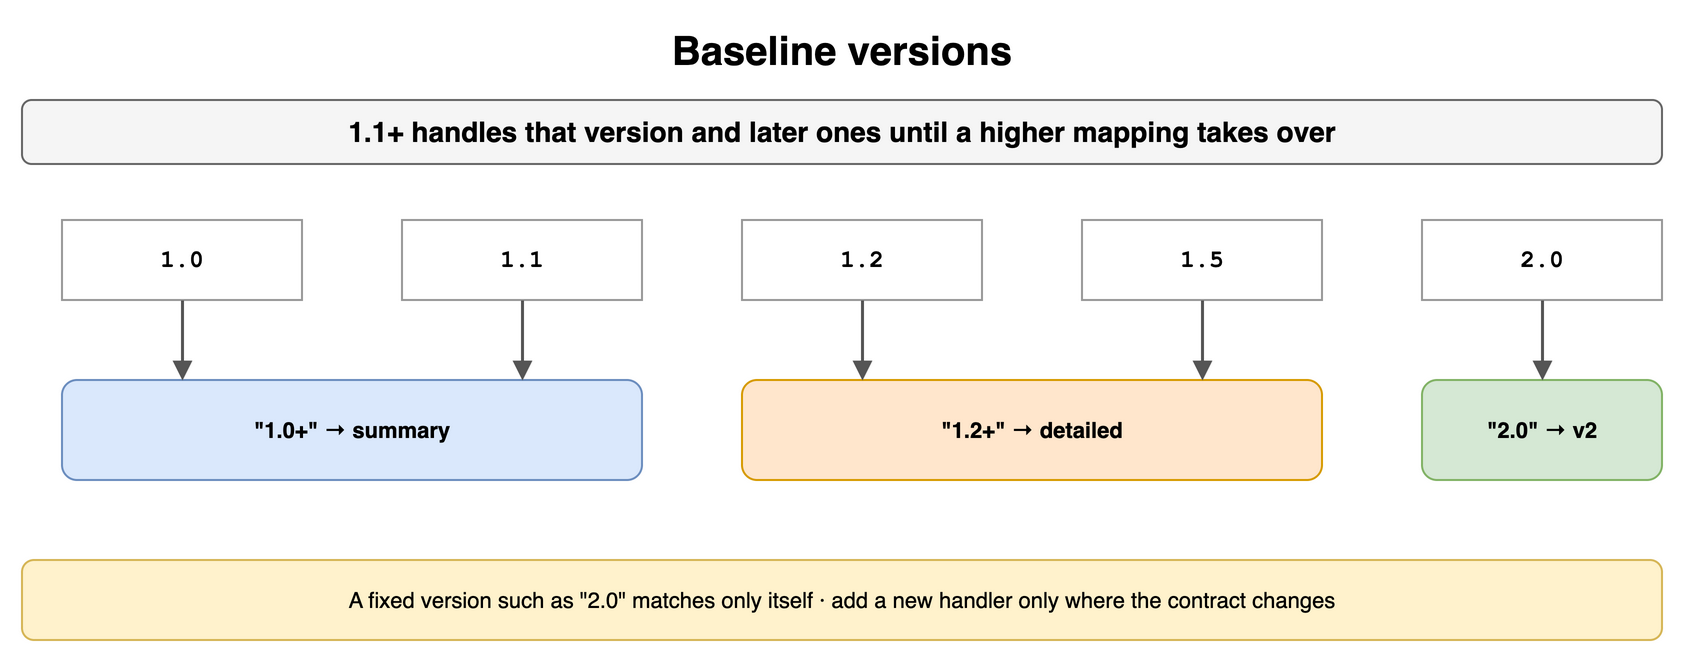 Baseline versions
1.1+ handles that version and later ones until a higher mapping takes over
1.0
1.1
1.2
1.5
2.0
"1.0+" → summary
"1.2+" → detailed
"2.0" → v2
A fixed version such as "2.0" matches only itself · add a new handler only where the contract changes